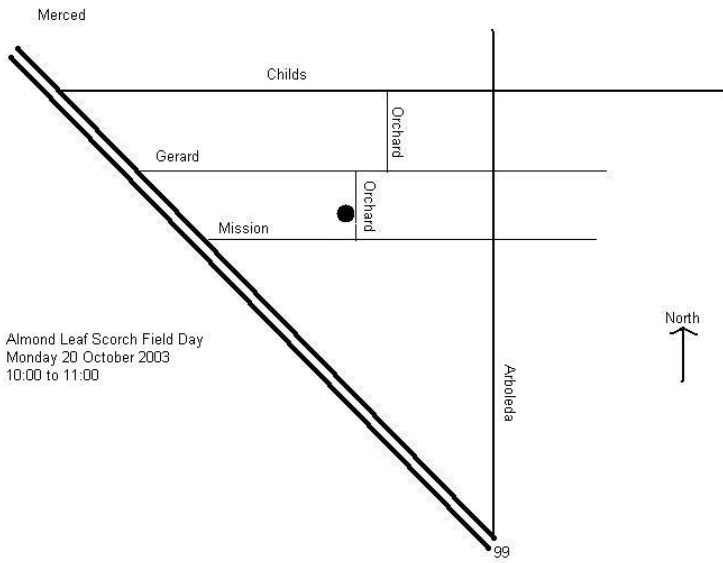 Merced
Childs
Orchard
Gerard
Orchard
Mission
North
Almond Leaf Scorch Field Day
Monday 20 October 2003
10:00 to 11:00
Arboleda
99